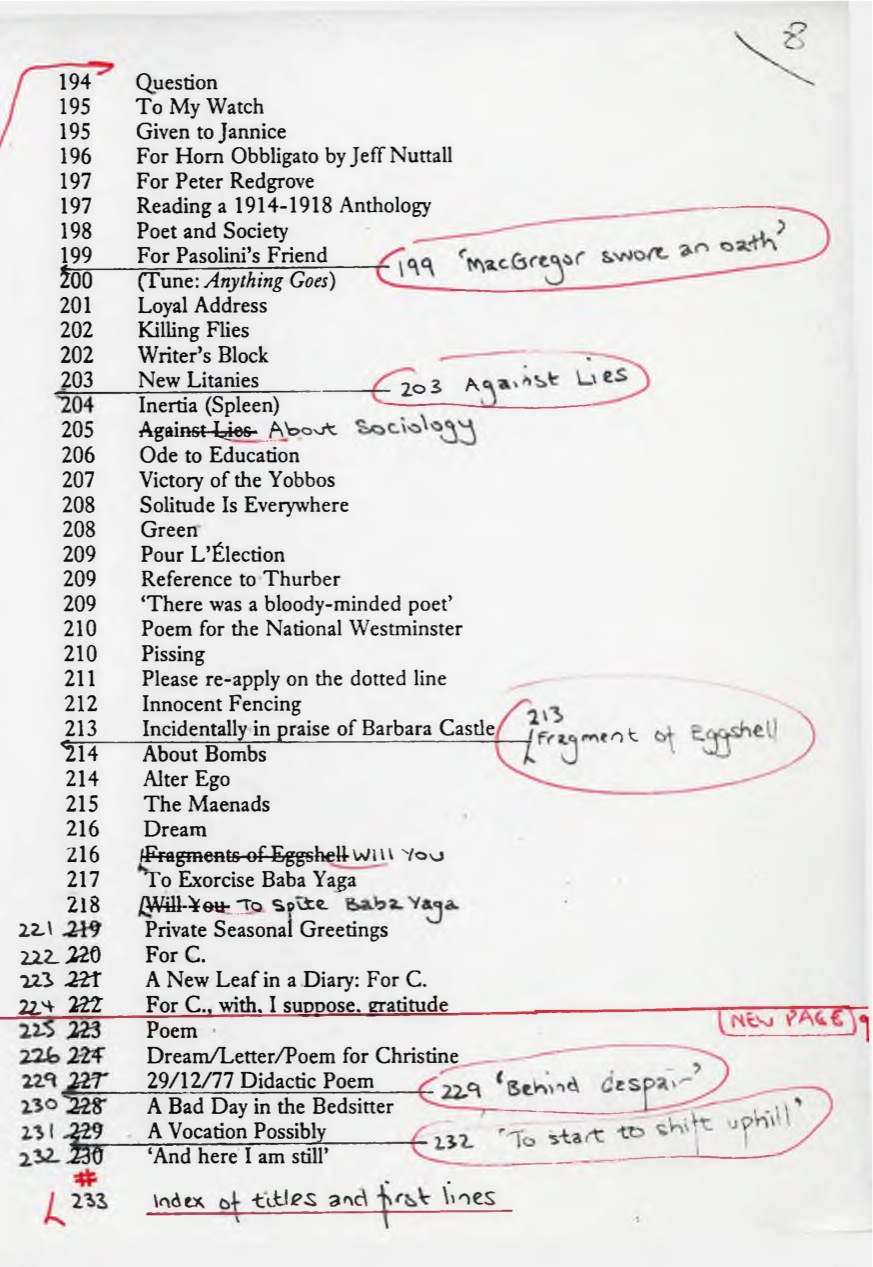 8
194 Question
195 To My Watch
195 Given to Jannice
196 For Horn Obbligato by Jeff Nuttall
197 For Peter Redgrove
197 Reading a 1914-1918 Anthology
198 Poet and Society
199 For Pasolini's Friend
199 'MacGregor swore an oath'
200 (Tune: Anything Goes)
201 Loyal Address
202 Killing Flies
202 Writer's Block
203 New Litanies
203 Against Lies
204 Inertia (Spleen)
205 Against Lies About Sociology
206 Ode to Education
207 Victory of the Yobbos
208 Solitude Is Everywhere
208 Green
209 Pour L'Élection
209 Reference to Thurber
209 'There was a bloody-minded poet'
210 Poem for the National Westminster
210 Pissing
211 Please re-apply on the dotted line
212 Innocent Fencing
213 Incidentally in praise of Barbara Castle
213
Fragment of Eggshell
214 About Bombs
214 Alter Ego
215 The Maenads
216 Dream
216 Fragments of Eggshell Will You
217 To Exorcise Baba Yaga
218 Will You To Spite Baba Yaga
221 219 Private Seasonal Greetings
222 220 For C.
223 221 A New Leaf in a Diary: For C.
224 222 For C., with, I suppose, gratitude
NEW PAGE 9
225 223 Poem
226 224 Dream/Letter/Poem for Christine
229 227 29/12/77 Didactic Poem
229 'Behind despair'
230 228 A Bad Day in the Bedsitter
231 229 A Vocation Possibly
232 'To start to shift uphill'
232 230 'And here I am still'
#
233 Index of titles and first lines